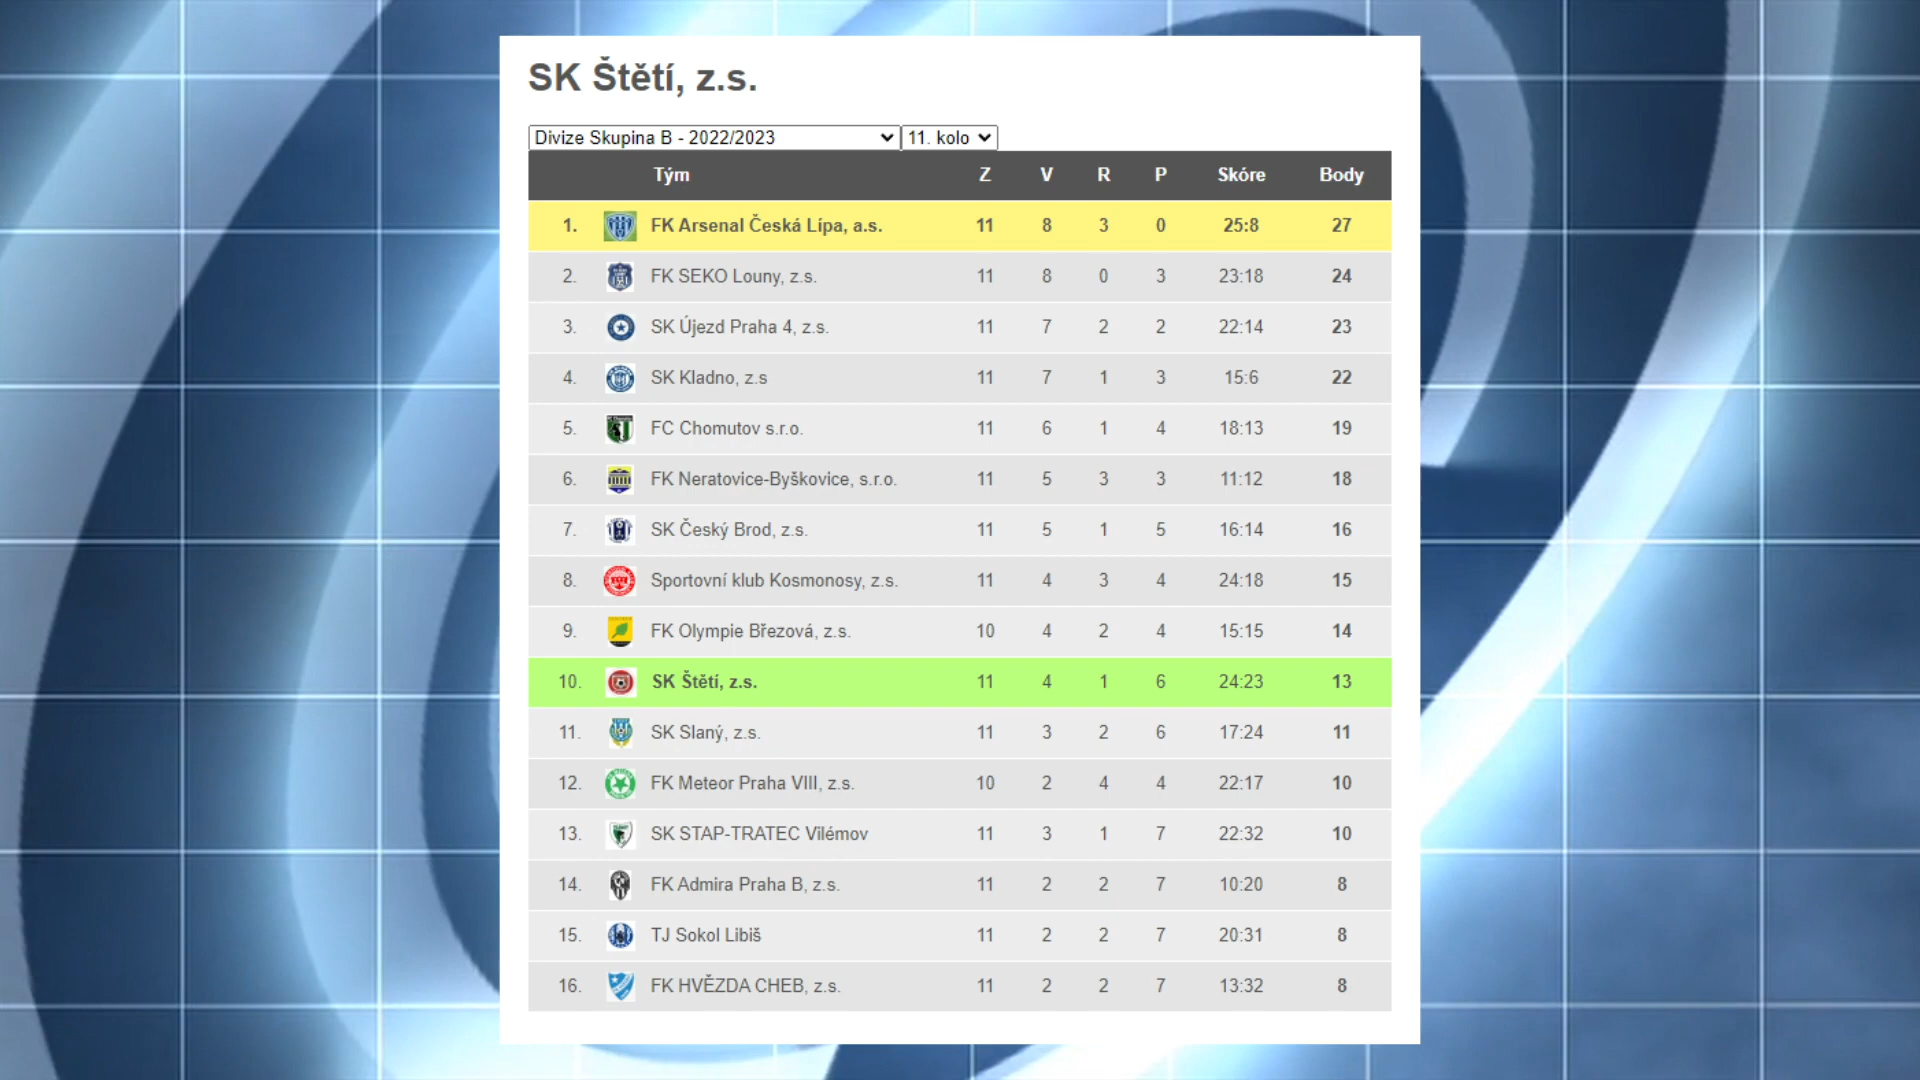 SK Štětí, z.s.
Divize Skupina B - 2022/2023 11. kolo
Tým Z V R P Skóre Body
1. FK Arsenal Česká Lípa, a.s. 11 8 3 0 25:8 27
2. FK SEKO Louny, z.s. 11 8 0 3 23:18 24
3. SK Újezd Praha 4, z.s. 11 7 2 2 22:14 23
4. SK Kladno, z.s 11 7 1 3 15:6 22
5. FC Chomutov s.r.o. 11 6 1 4 18:13 19
6. FK Neratovice-Byškovice, s.r.o. 11 5 3 3 11:12 18
7. SK Český Brod, z.s. 11 5 1 5 16:14 16
8. Sportovní klub Kosmonosy, z.s. 11 4 3 4 24:18 15
9. FK Olympie Březová, z.s. 10 4 2 4 15:15 14
10. SK Štětí, z.s. 11 4 1 6 24:23 13
11. SK Slaný, z.s. 11 3 2 6 17:24 11
12. FK Meteor Praha VIII, z.s. 10 2 4 4 22:17 10
13. SK STAP-TRATEC Vilémov 11 3 1 7 22:32 10
14. FK Admira Praha B, z.s. 11 2 2 7 10:20 8
15. TJ Sokol Libiš 11 2 2 7 20:31 8
16. FK HVĚZDA CHEB, z.s. 11 2 2 7 13:32 8